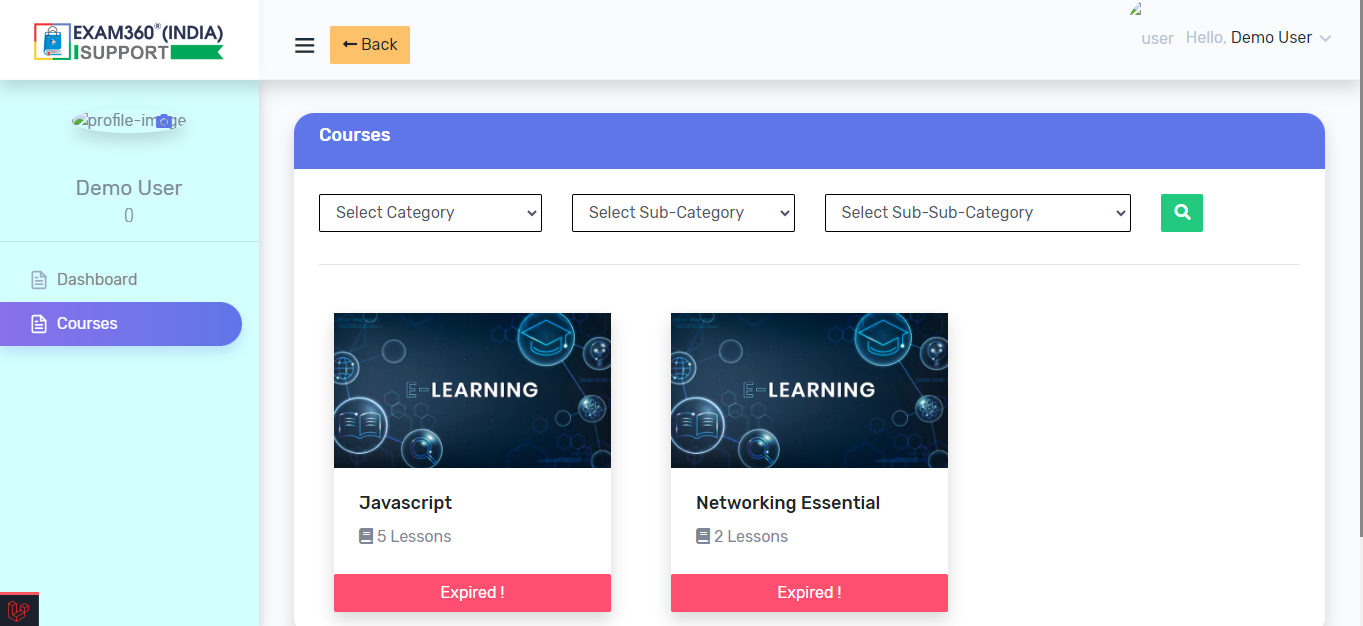 EXAM360®(INDIA)
SUPPORT
Back
user
Hello, Demo User
profile-image
Demo User
()
Dashboard
Courses
Courses
Select Category
Select Sub-Category
Select Sub-Sub-Category
E-LEARNING
E-LEARNING
Javascript
5 Lessons
Expired !
Networking Essential
2 Lessons
Expired !